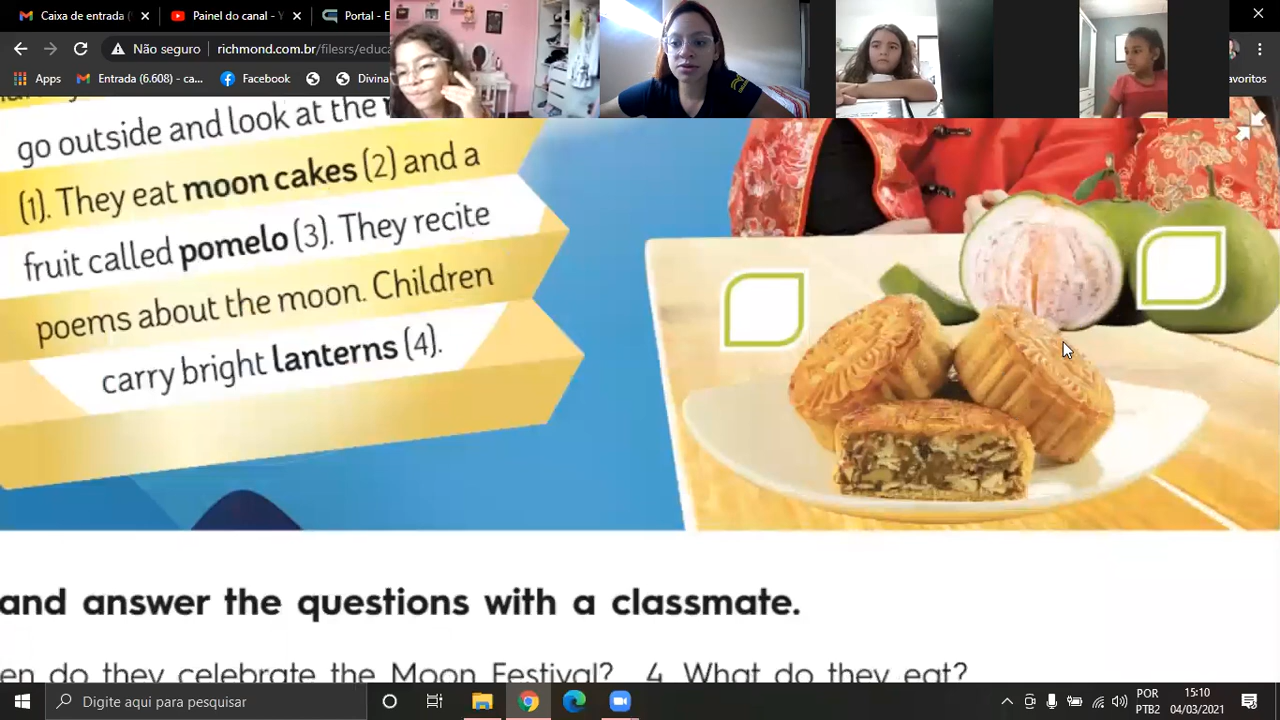 Caixa de entrada (
Painel do canal - Y
Portal - E
Não seguro
richmond.com.br/filesrs/educa
Apps
Entrada (6.608) - ca...
Facebook
Divina
avoritos
go outside and look at the
(1). They eat moon cakes (2) and a
fruit called pomelo (3). They recite
poems about the moon. Children
carry bright lanterns (4).
and answer the questions with a classmate.
en do they celebrate the Moon Festival? 4 What do they eat?
Digite aqui para pesquisar
POR
PTB2
15:10
04/03/2021